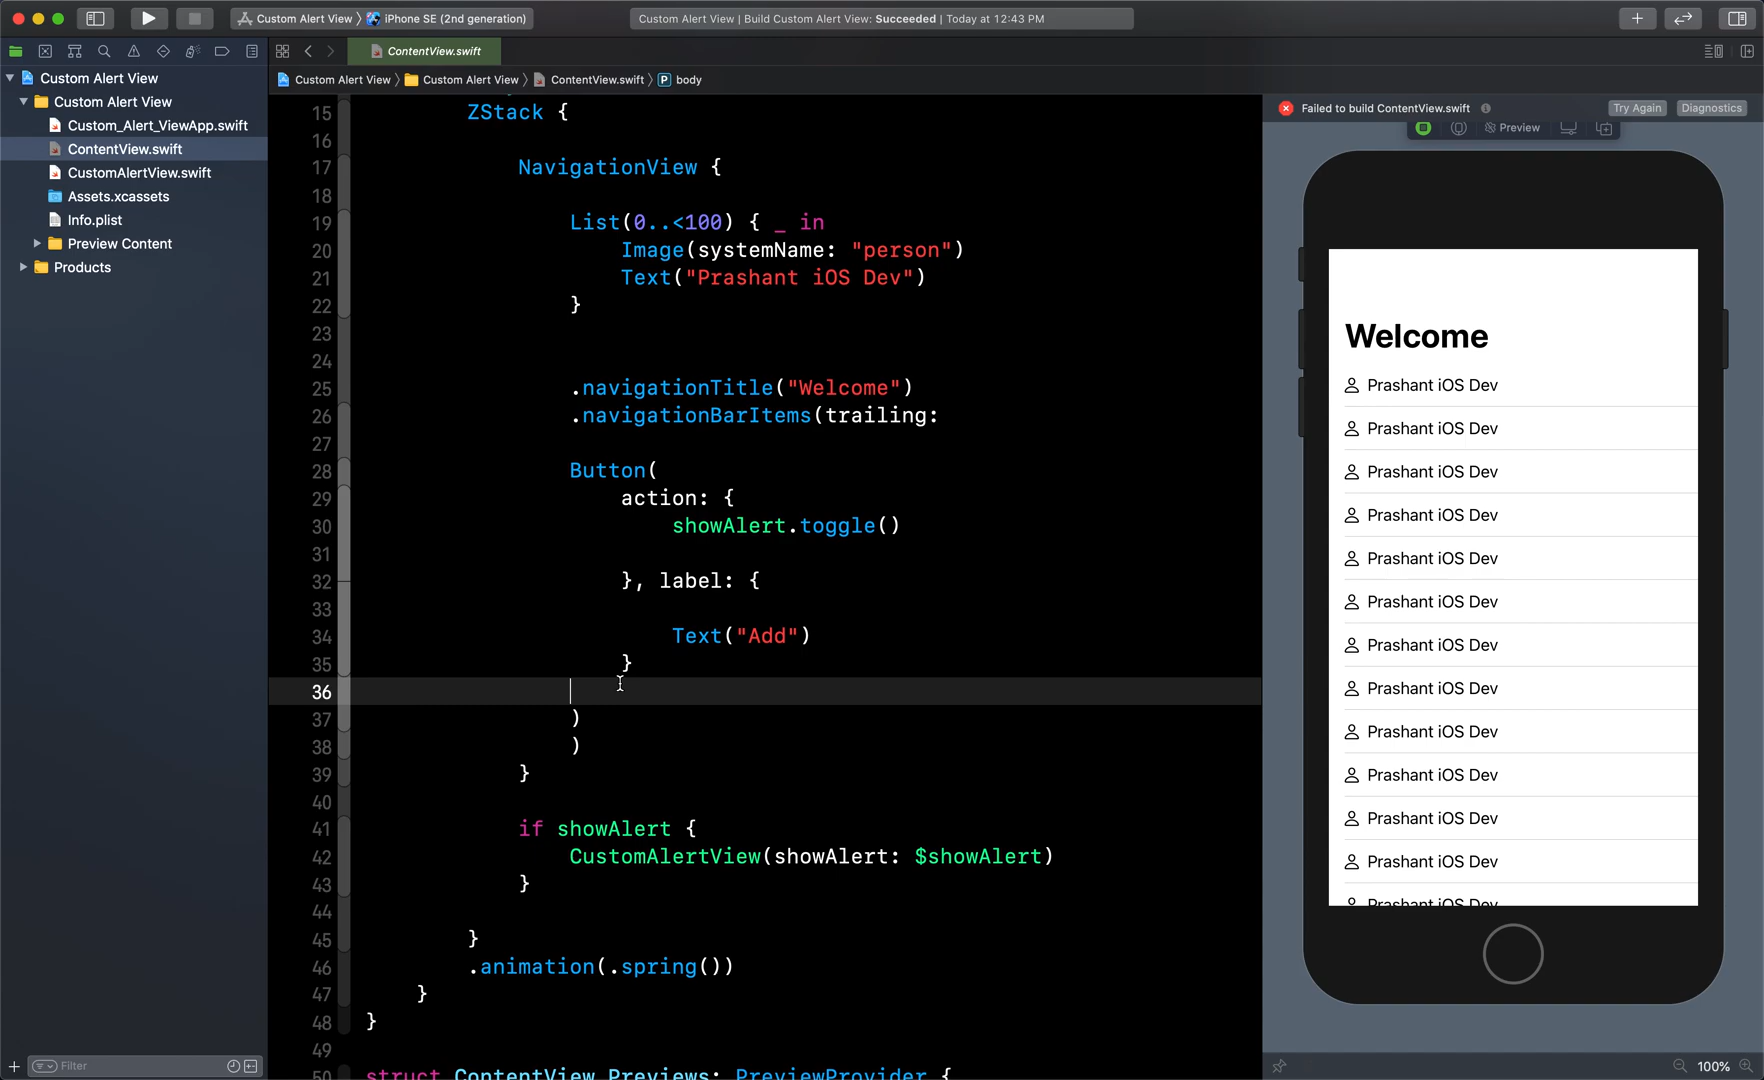 Custom Alert View 〉 iPhone SE (2nd generation)
Custom Alert View | Build Custom Alert View: Succeeded | Today at 12:43 PM
ContentView.swift
Custom Alert View 〉 Custom Alert View 〉 ContentView.swift 〉 P body
Custom Alert View
Custom Alert View
Custom_Alert_ViewApp.swift
ContentView.swift
CustomAlertView.swift
Assets.xcassets
Info.plist
Preview Content
Products
Filter
15 ZStack {
16
17 NavigationView {
18
19 List(0..<100) { _ in
20 Image(systemName: "person")
21 Text("Prashant iOS Dev")
22 }
23
24
25 .navigationTitle("Welcome")
26 .navigationBarItems(trailing:
27
28 Button(
29 action: {
30 showAlert.toggle()
31
32 }, label: {
33
34 Text("Add")
35 }
36
37 )
38 )
39 }
40
41 if showAlert {
42 CustomAlertView(showAlert: $showAlert)
43 }
44
45 }
46 .animation(.spring())
47 }
48 }
49
50 struct ContentView_Previews: PreviewProvider {
Failed to build ContentView.swift
Try Again
Diagnostics
Preview
Welcome
Prashant iOS Dev
Prashant iOS Dev
Prashant iOS Dev
Prashant iOS Dev
Prashant iOS Dev
Prashant iOS Dev
Prashant iOS Dev
Prashant iOS Dev
Prashant iOS Dev
Prashant iOS Dev
Prashant iOS Dev
Prashant iOS Dev
Prashant iOS Dev
100%